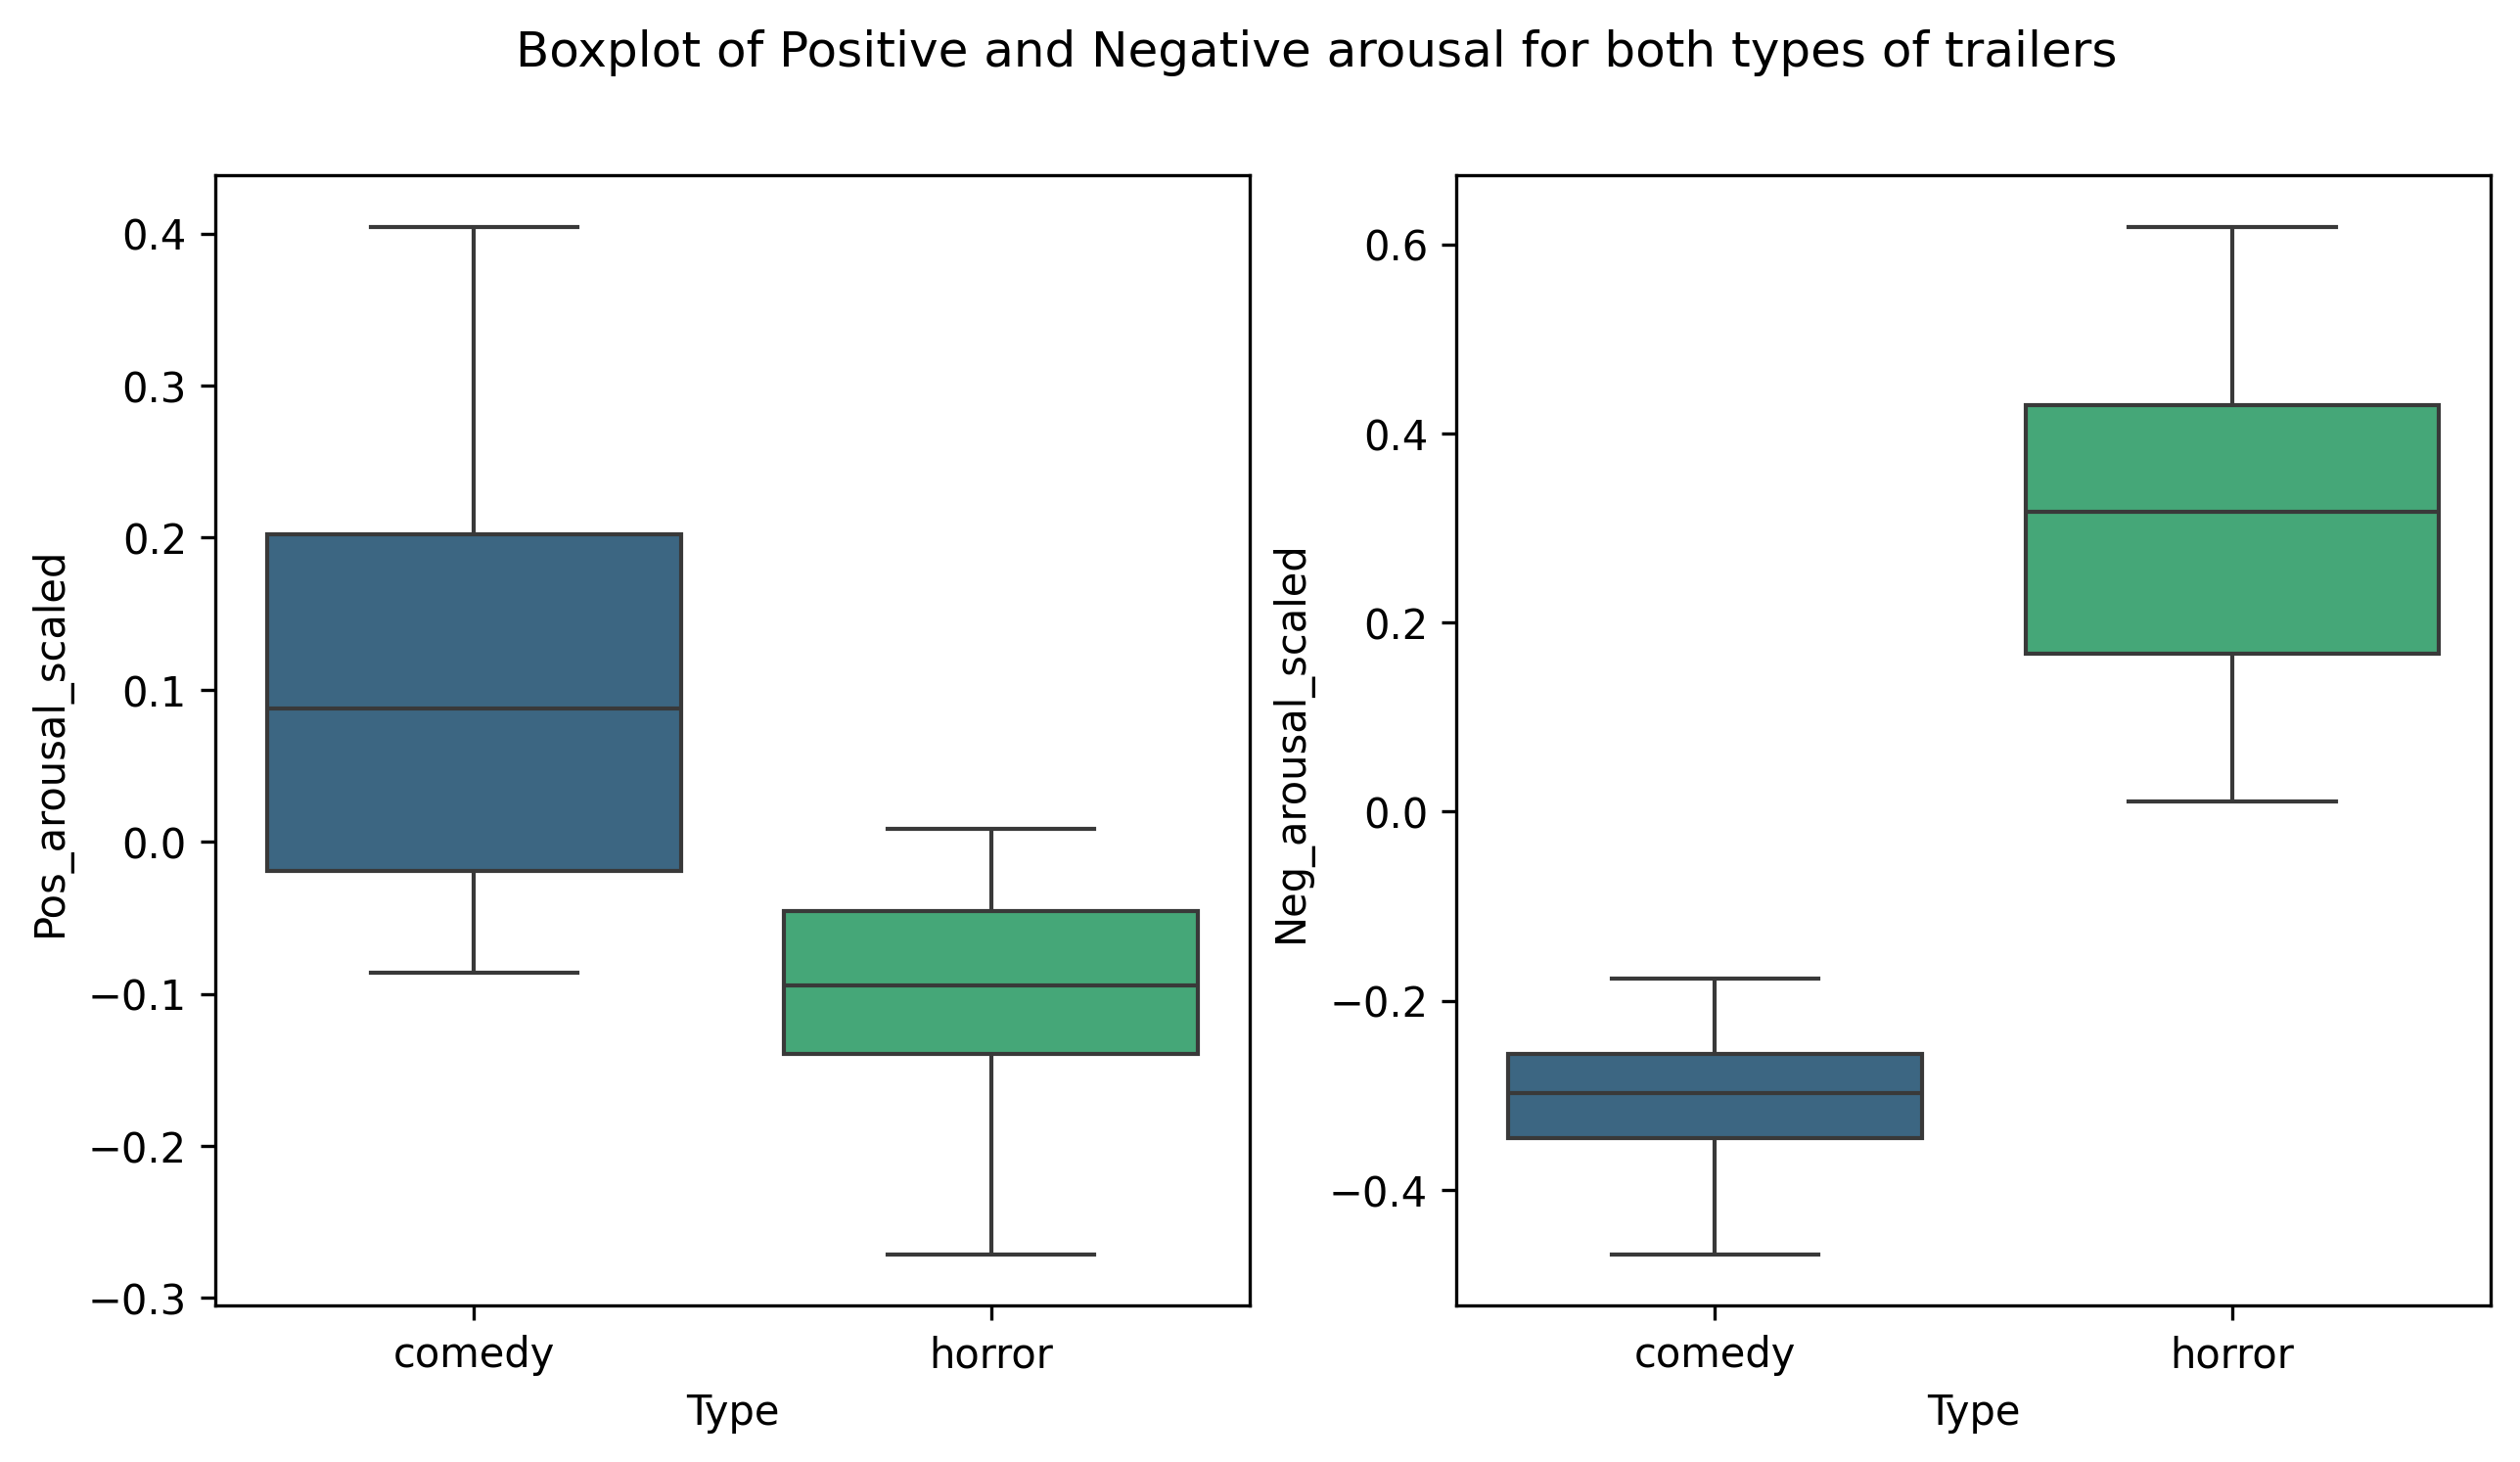 Boxplot of Positive and Negative arousal for both types of trailers
Pos_arousal_scaled
0.4
0.3
0.2
0.1
0.0
−0.1
−0.2
−0.3
comedy
horror
Type
Neg_arousal_scaled
0.6
0.4
0.2
0.0
−0.2
−0.4
comedy
horror
Type